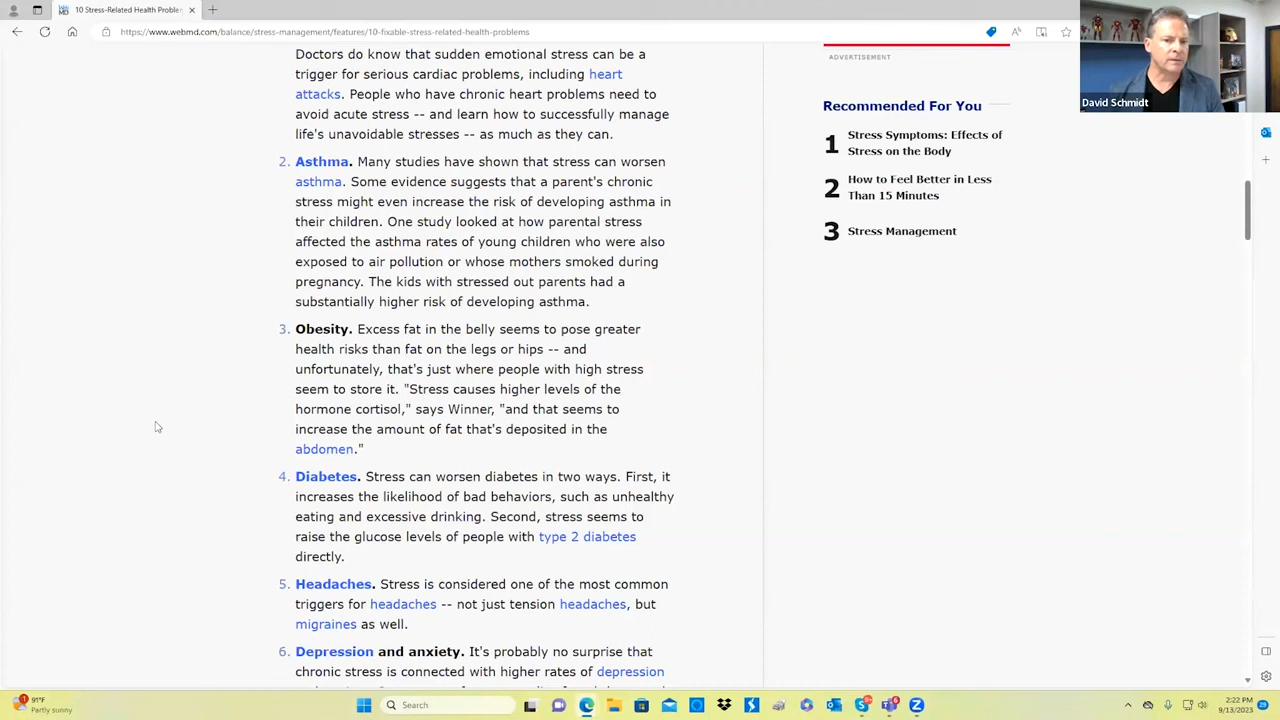 10 Stress-Related Health Problem
https://www.webmd.com/balance/stress-management/features/10-fixable-stress-related-health-problems
Doctors do know that sudden emotional stress can be a
trigger for serious cardiac problems, including heart
attacks. People who have chronic heart problems need to
avoid acute stress -- and learn how to successfully manage
life's unavoidable stresses -- as much as they can.
2. Asthma. Many studies have shown that stress can worsen
asthma. Some evidence suggests that a parent's chronic
stress might even increase the risk of developing asthma in
their children. One study looked at how parental stress
affected the asthma rates of young children who were also
exposed to air pollution or whose mothers smoked during
pregnancy. The kids with stressed out parents had a
substantially higher risk of developing asthma.
3. Obesity. Excess fat in the belly seems to pose greater
health risks than fat on the legs or hips -- and
unfortunately, that's just where people with high stress
seem to store it. "Stress causes higher levels of the
hormone cortisol," says Winner, "and that seems to
increase the amount of fat that's deposited in the
abdomen."
4. Diabetes. Stress can worsen diabetes in two ways. First, it
increases the likelihood of bad behaviors, such as unhealthy
eating and excessive drinking. Second, stress seems to
raise the glucose levels of people with type 2 diabetes
directly.
5. Headaches. Stress is considered one of the most common
triggers for headaches -- not just tension headaches, but
migraines as well.
6. Depression and anxiety. It's probably no surprise that
chronic stress is connected with higher rates of depression
ADVERTISEMENT
Recommended For You
1 Stress Symptoms: Effects of
Stress on the Body
2 How to Feel Better in Less
Than 15 Minutes
3 Stress Management
David Schmidt
91°F
Partly sunny
Search
2:22 PM
9/13/2023